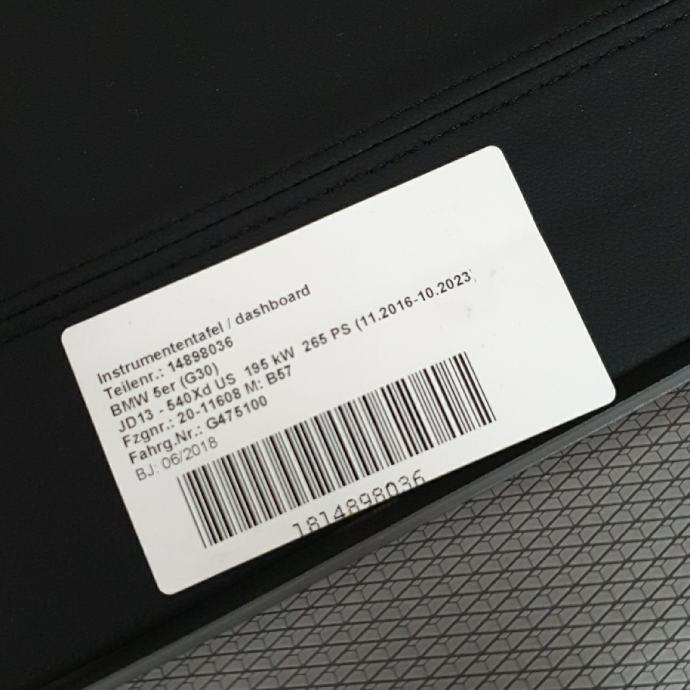 Instrumententafel / dashboard
Teilenr.: 14898036
BMW 5er (G30)
JD13 - 540Xd US  195 kW  265 PS (11.2016-10.2023)
Fzgnr.: 20-11608 M: B57
Fahrg.Nr.: G475100
BJ: 06/2018
1814898036